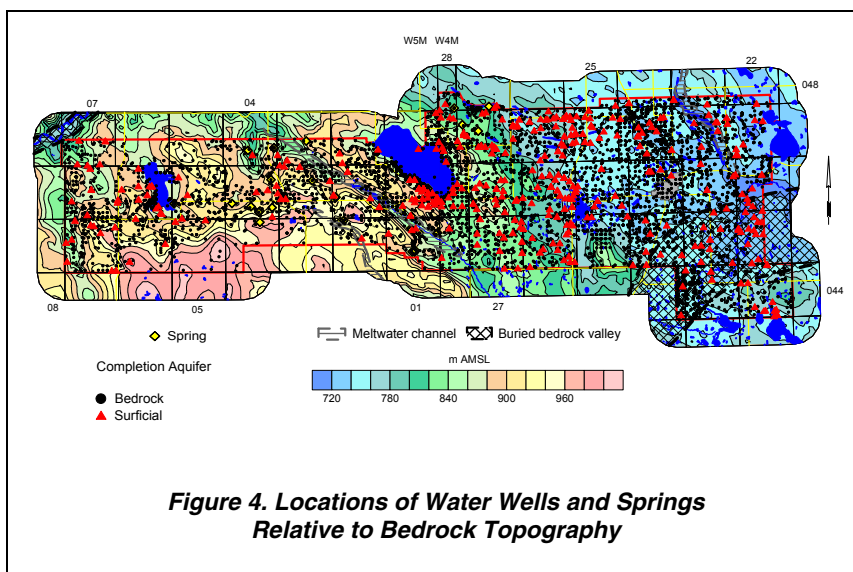 W5M W4M
28
25
22
048
07
04
044
08
05
01
27
Spring
Meltwater channel
Buried bedrock valley
Completion Aquifer
m AMSL
Bedrock
Surficial
720 780 840 900 960
Figure 4. Locations of Water Wells and Springs
Relative to Bedrock Topography